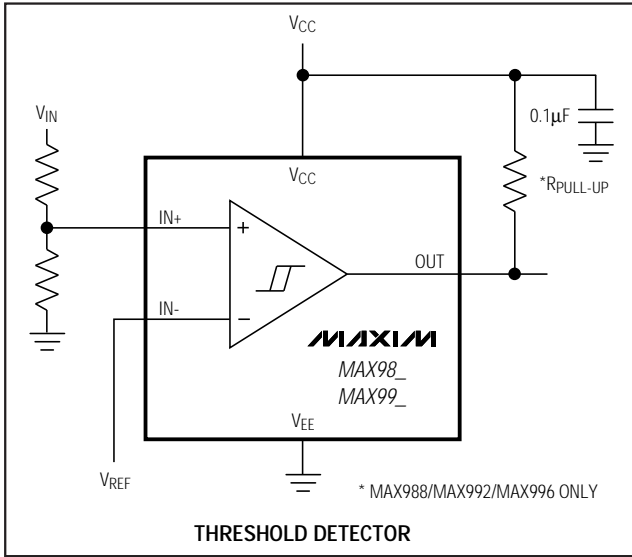 VCC
VIN
0.1µF
VCC
*RPULL-UP
IN+
+
OUT
IN-
−
MAXIM
MAX98_
MAX99_
VEE
VREF
* MAX988/MAX992/MAX996 ONLY
THRESHOLD DETECTOR